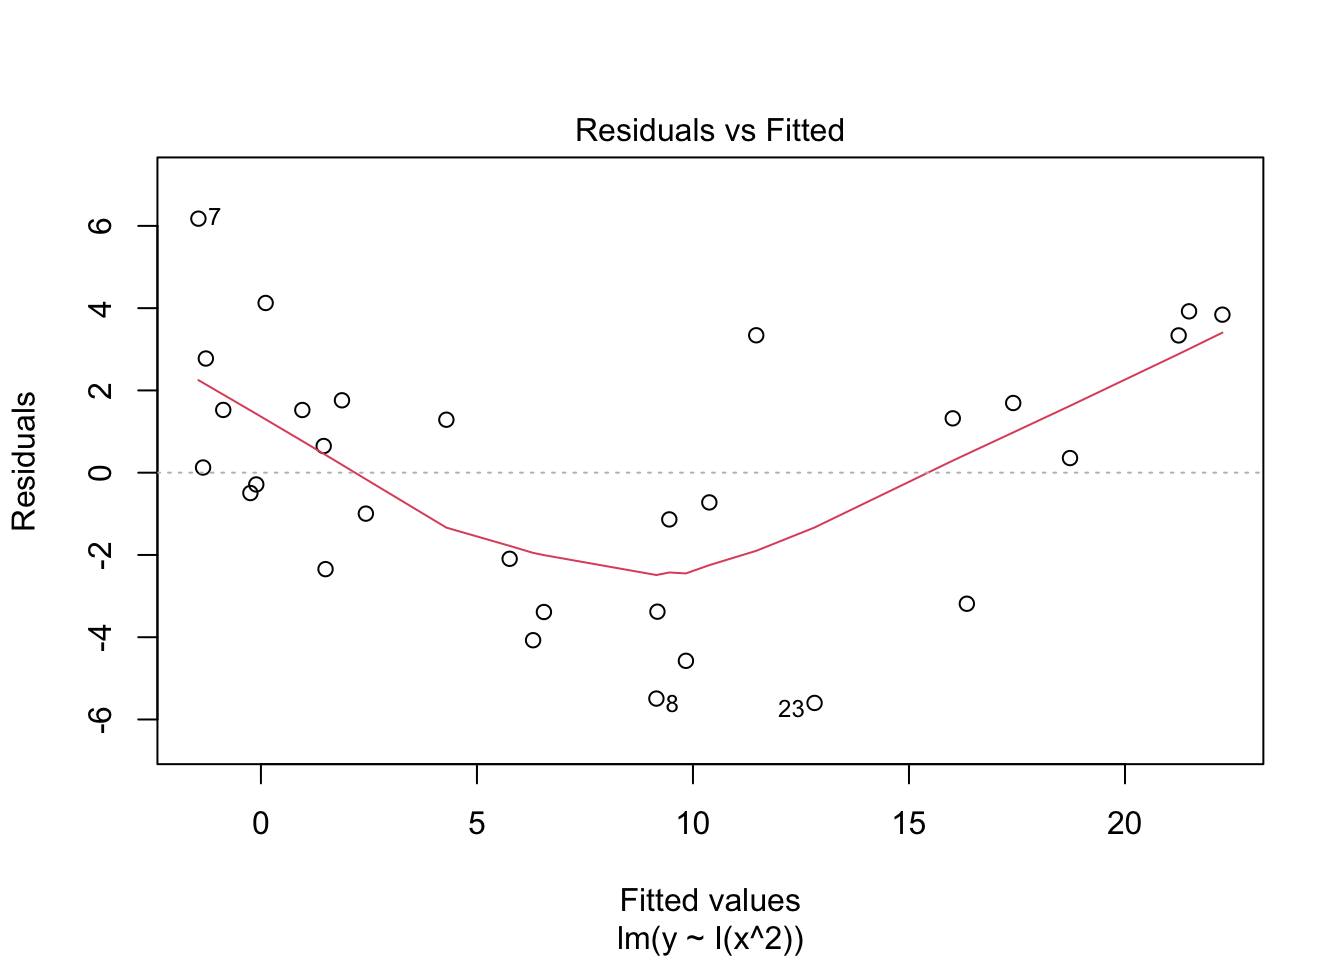 Residuals vs Fitted
Residuals
6
4
2
0
-2
-4
-6
7
8
23
0 5 10 15 20
Fitted values
lm(y ~ I(x^2))